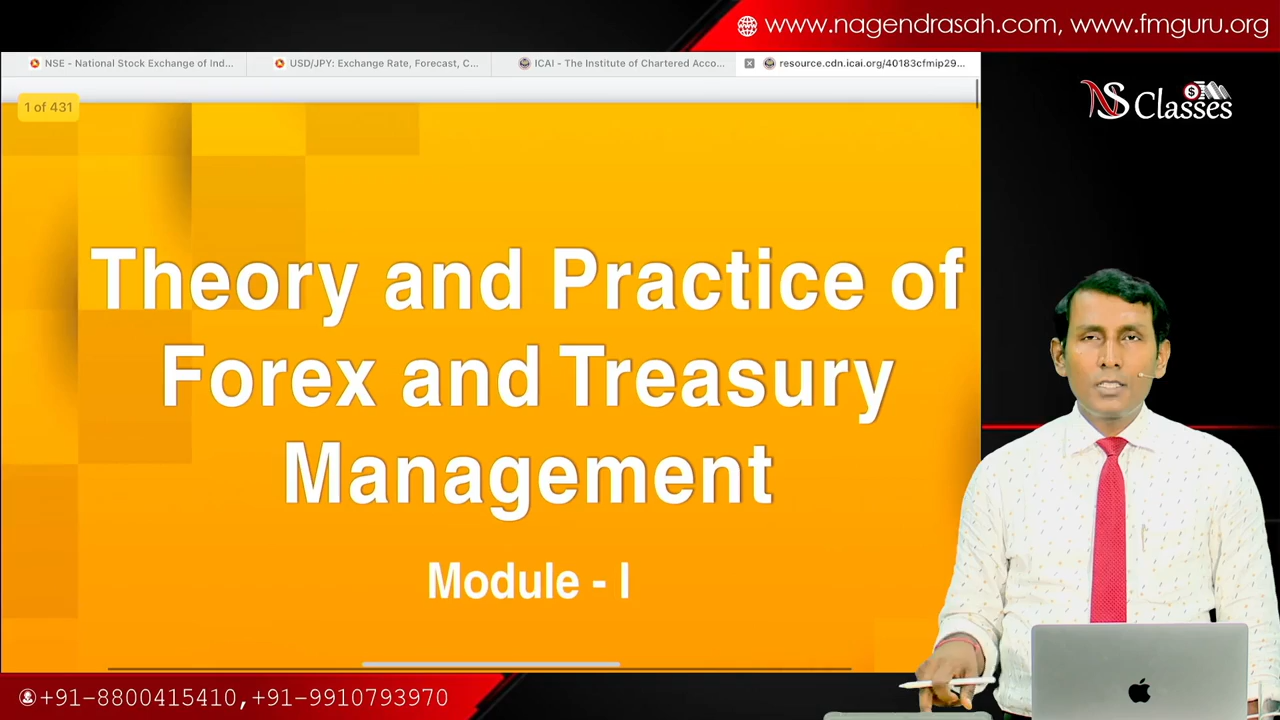 www.nagendrasah.com, www.fmguru.org
NSE - National Stock Exchange of Ind...
USD/JPY: Exchange Rate, Forecast, C...
ICAI - The Institute of Chartered Acco...
resource.cdn.icai.org/40183cfmip29...
1 of 431
NS Classes
Theory and Practice of
Forex and Treasury
Management
Module - I
+91-8800415410,+91-9910793970